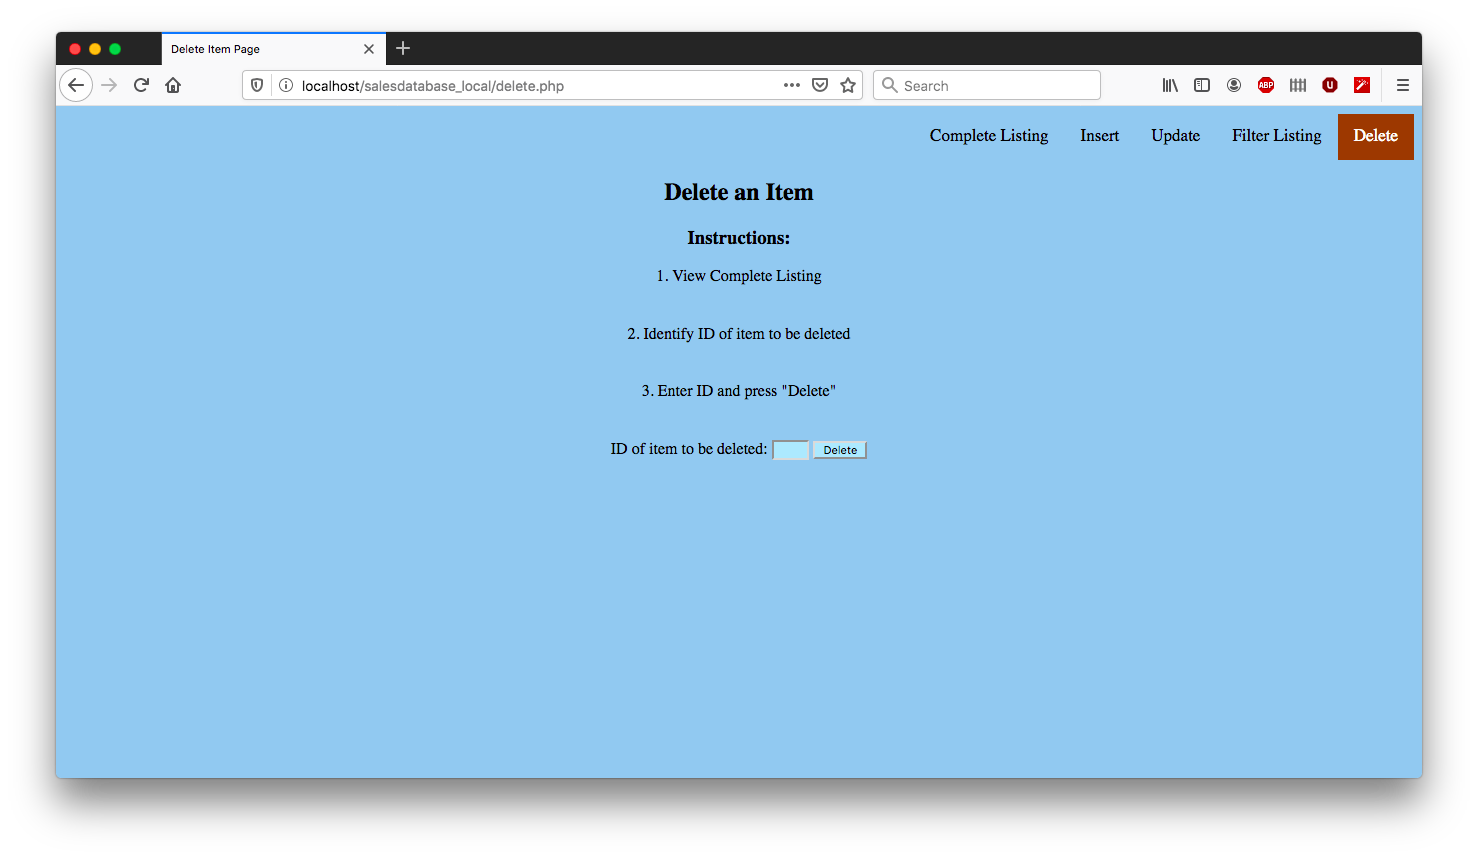 Delete Item Page
localhost/salesdatabase_local/delete.php
Search
ABP
U
Complete Listing
Insert
Update
Filter Listing
Delete
Delete an Item
Instructions:
1. View Complete Listing
2. Identify ID of item to be deleted
3. Enter ID and press "Delete"
ID of item to be deleted: Delete